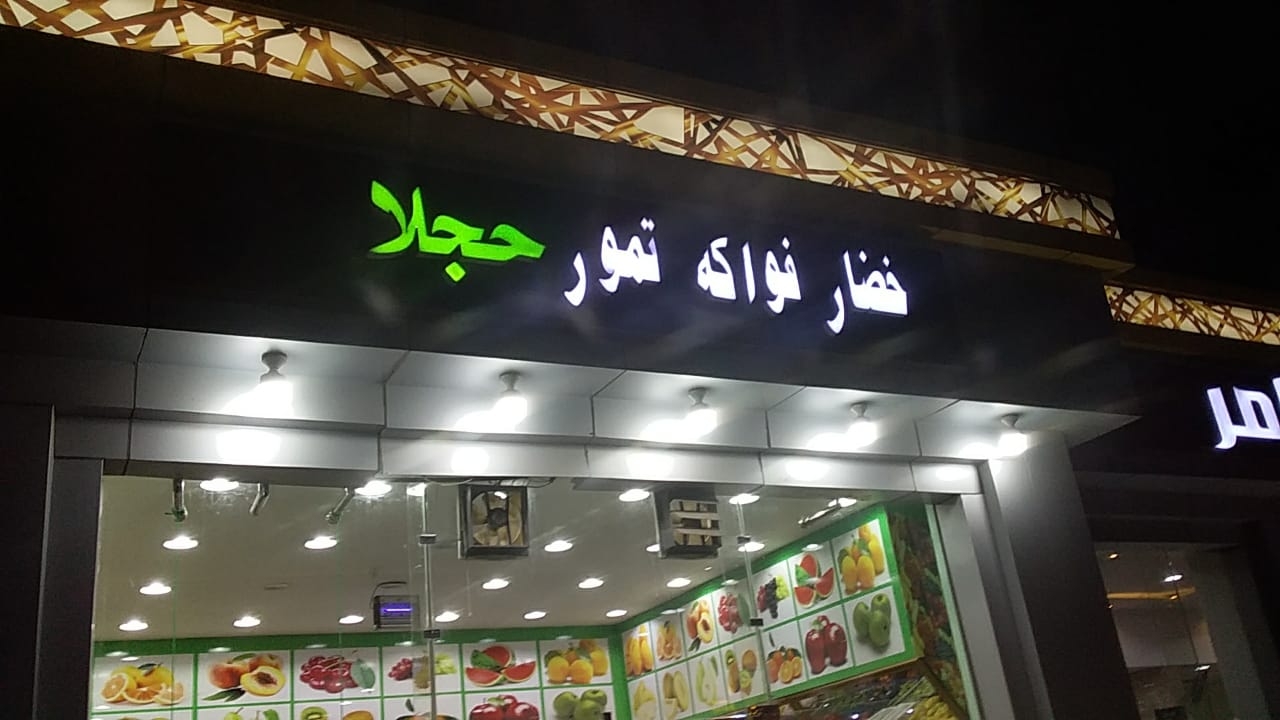 خضار فواكه تمور حجلا